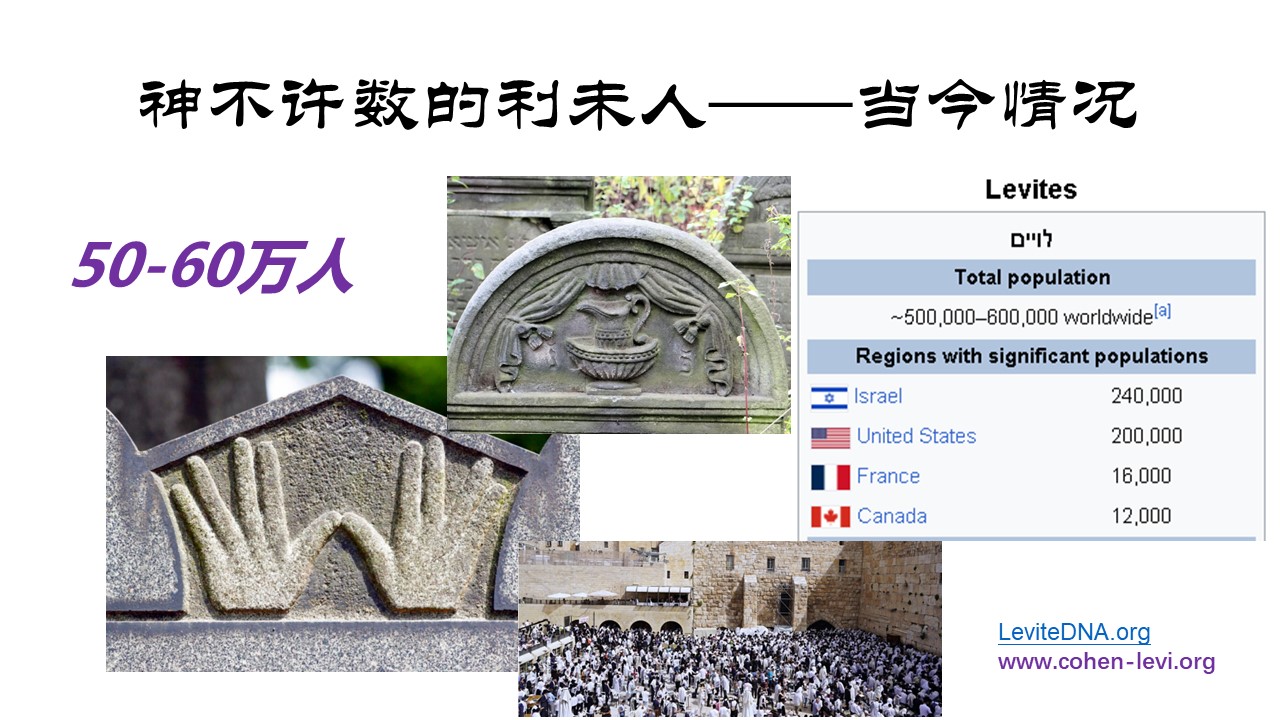 神不许数的利未人——当今情况
50-60万人
Levites
לויים
Total population
~500,000–600,000 worldwide[a]
Regions with significant populations
Israel 240,000
United States 200,000
France 16,000
Canada 12,000
LeviteDNA.org
www.cohen-levi.org